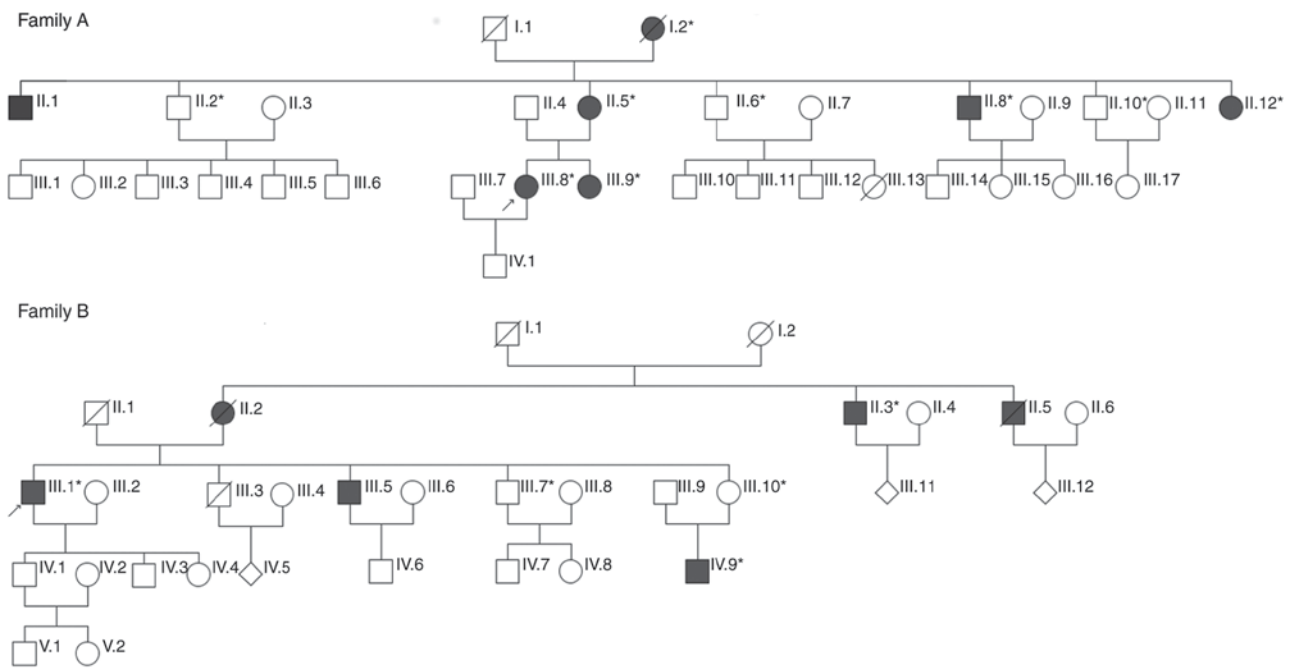 Family A
I.1 I.2*
II.1 II.2* II.3 II.4 II.5* II.6* II.7 II.8* II.9 II.10* II.11 II.12*
III.1 III.2 III.3 III.4 III.5 III.6 III.7 III.8* III.9* III.10 III.11 III.12 III.13 III.14 III.15 III.16 III.17
IV.1
Family B
I.1 I.2
II.1 II.2 II.3* II.4 II.5 II.6
III.1* III.2 III.3 III.4 III.5 III.6 III.7* III.8 III.9 III.10* III.11 III.12
IV.1 IV.2 IV.3 IV.4 IV.5 IV.6 IV.7 IV.8 IV.9*
V.1 V.2